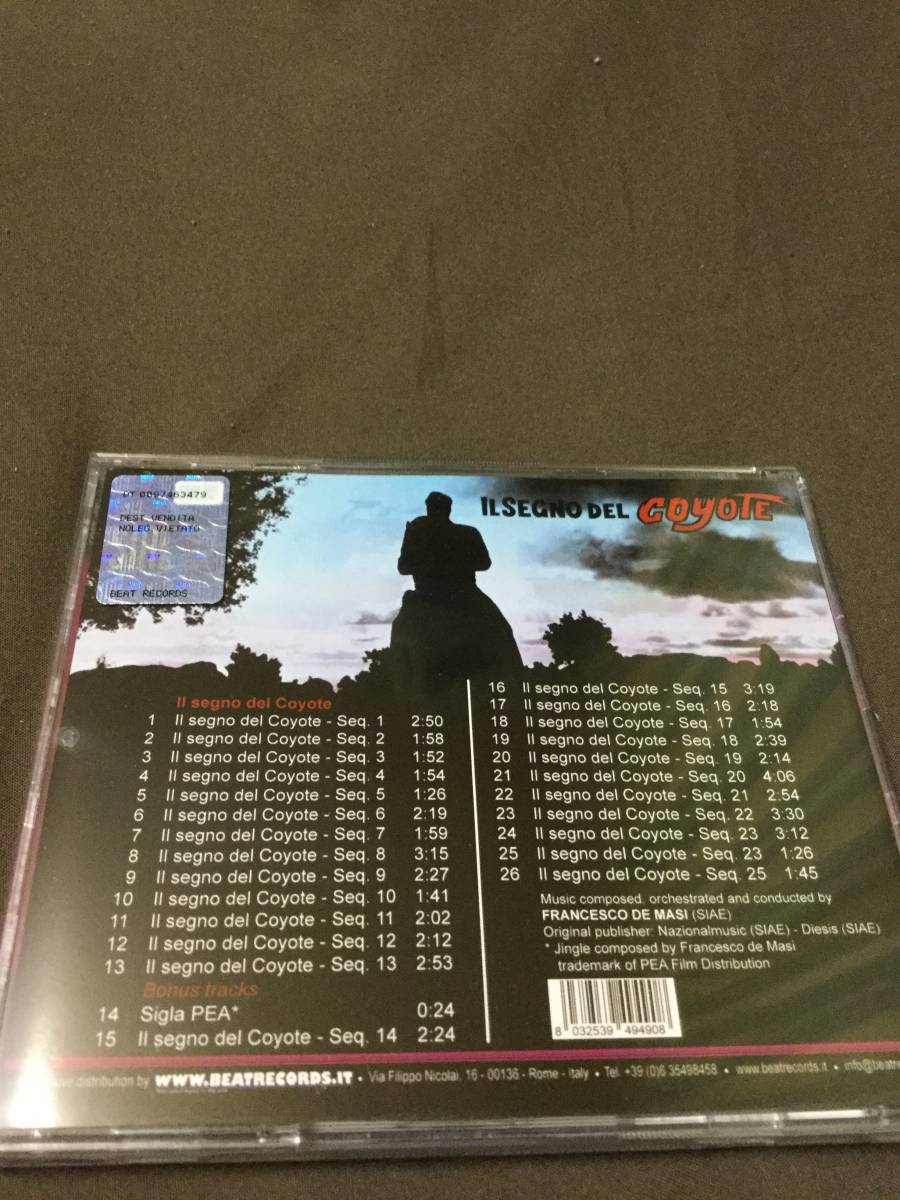 DT 0897463479
DEST.VENDITA
NOLEG.VIETATO
BEAT RECORDS
IL SEGNO DEL COYOTE
Il segno del Coyote
1 Il segno del Coyote - Seq. 1 2:50
2 Il segno del Coyote - Seq. 2 1:58
3 Il segno del Coyote - Seq. 3 1:52
4 Il segno del Coyote - Seq. 4 1:54
5 Il segno del Coyote - Seq. 5 1:26
6 Il segno del Coyote - Seq. 6 2:19
7 Il segno del Coyote - Seq. 7 1:59
8 Il segno del Coyote - Seq. 8 3:15
9 Il segno del Coyote - Seq. 9 2:27
10 Il segno del Coyote - Seq. 10 1:41
11 Il segno del Coyote - Seq. 11 2:02
12 Il segno del Coyote - Seq. 12 2:12
13 Il segno del Coyote - Seq. 13 2:53
Bonus tracks
14 Sigla PEA* 0:24
15 Il segno del Coyote - Seq. 14 2:24
16 Il segno del Coyote - Seq. 15 3:19
17 Il segno del Coyote - Seq. 16 2:18
18 Il segno del Coyote - Seq. 17 1:54
19 Il segno del Coyote - Seq. 18 2:39
20 Il segno del Coyote - Seq. 19 2:14
21 Il segno del Coyote - Seq. 20 4:06
22 Il segno del Coyote - Seq. 21 2:54
23 Il segno del Coyote - Seq. 22 3:30
24 Il segno del Coyote - Seq. 23 3:12
25 Il segno del Coyote - Seq. 23 1:26
26 Il segno del Coyote - Seq. 25 1:45
Music composed, orchestrated and conducted by
FRANCESCO DE MASI (SIAE)
Original publisher: Nazionalmusic (SIAE) - Diesis (SIAE)
* Jingle composed by Francesco de Masi
trademark of PEA Film Distribution
8 032539 494908
distribution by WWW.BEATRECORDS.IT • Via Filippo Nicolai, 16 - 00136 - Rome - Italy • Tel. +39 (0)6 35498458 • www.beatrecords.it • info@beatre